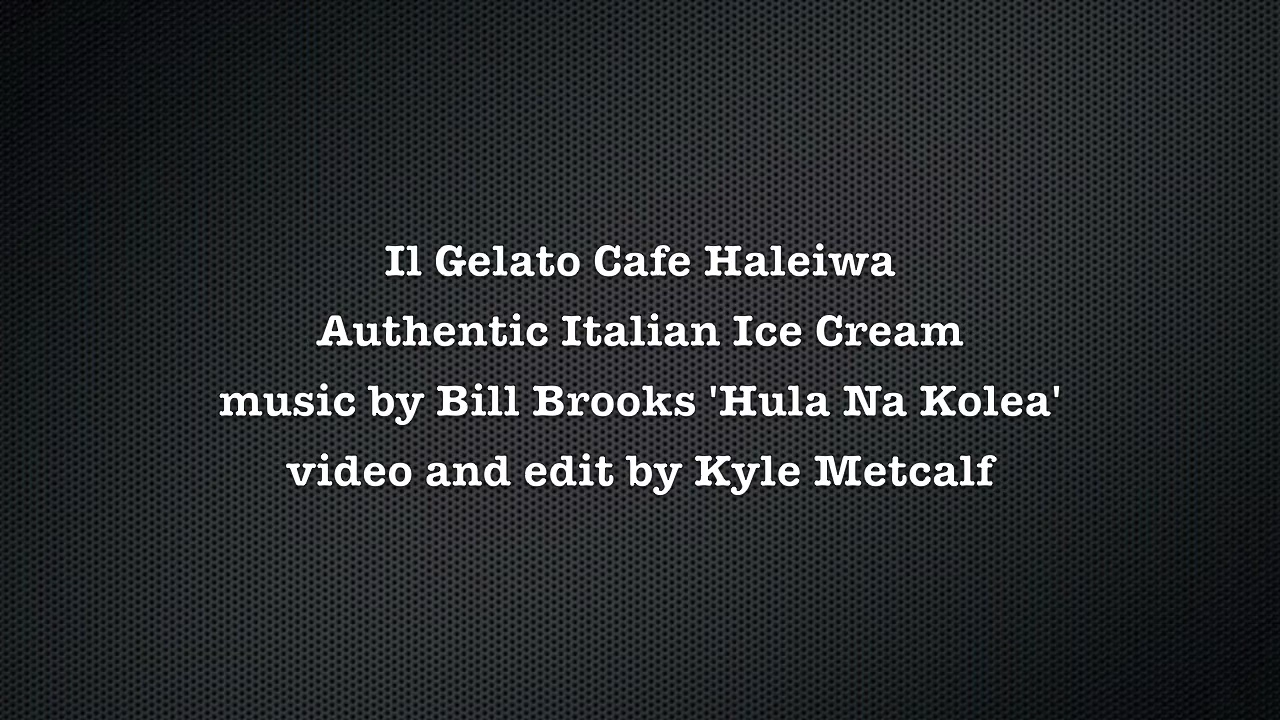 Il Gelato Cafe Haleiwa
Authentic Italian Ice Cream
music by Bill Brooks 'Hula Na Kolea'
video and edit by Kyle Metcalf